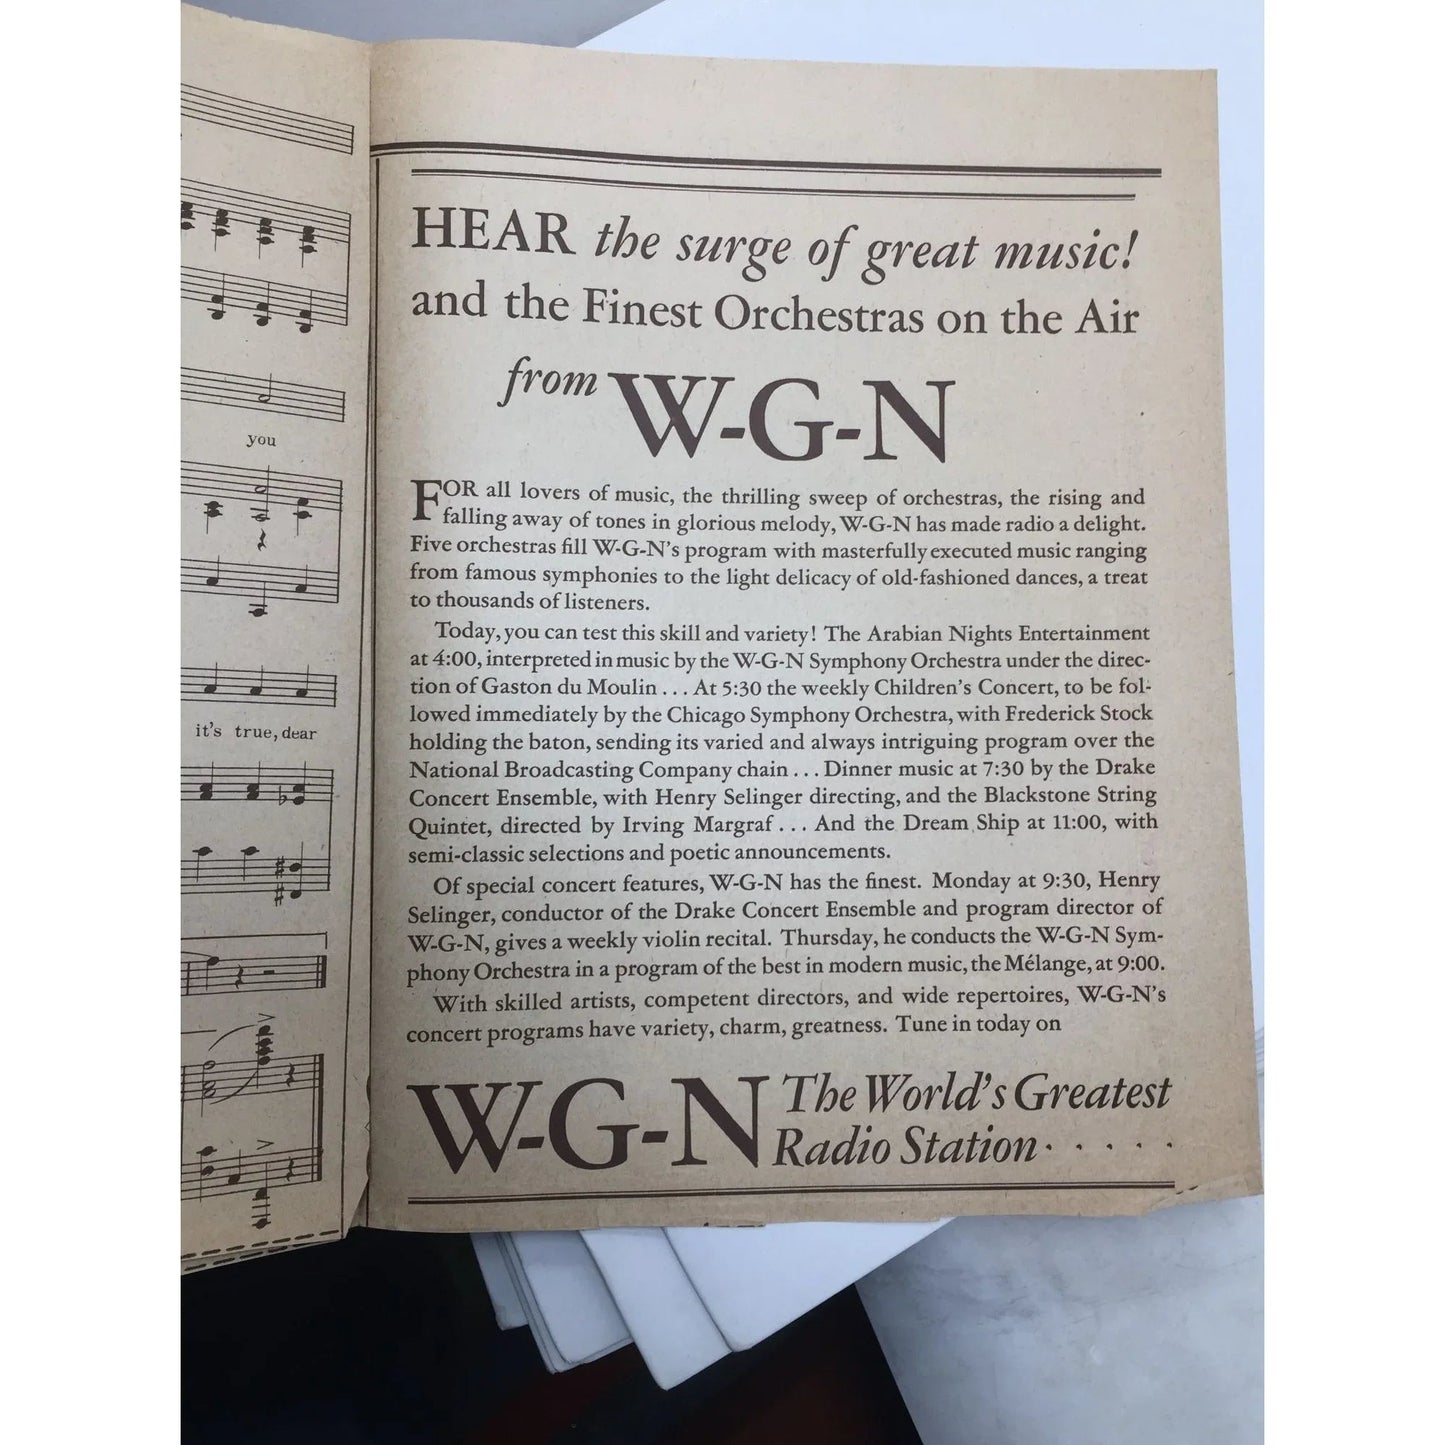 you
it's true, dear
HEAR the surge of great music!
and the Finest Orchestras on the Air
from W-G-N
FOR all lovers of music, the thrilling sweep of orchestras, the rising and
falling away of tones in glorious melody, W-G-N has made radio a delight.
Five orchestras fill W-G-N's program with masterfully executed music ranging
from famous symphonies to the light delicacy of old-fashioned dances, a treat
to thousands of listeners.
Today, you can test this skill and variety! The Arabian Nights Entertainment
at 4:00, interpreted in music by the W-G-N Symphony Orchestra under the direc-
tion of Gaston du Moulin . . . At 5:30 the weekly Children's Concert, to be fol-
lowed immediately by the Chicago Symphony Orchestra, with Frederick Stock
holding the baton, sending its varied and always intriguing program over the
National Broadcasting Company chain . . . Dinner music at 7:30 by the Drake
Concert Ensemble, with Henry Selinger directing, and the Blackstone String
Quintet, directed by Irving Margraf . . . And the Dream Ship at 11:00, with
semi-classic selections and poetic announcements.
Of special concert features, W-G-N has the finest. Monday at 9:30, Henry
Selinger, conductor of the Drake Concert Ensemble and program director of
W-G-N, gives a weekly violin recital. Thursday, he conducts the W-G-N Sym-
phony Orchestra in a program of the best in modern music, the Mélange, at 9:00.
With skilled artists, competent directors, and wide repertoires, W-G-N's
concert programs have variety, charm, greatness. Tune in today on
W-G-N The World's Greatest
Radio Station . . . . .